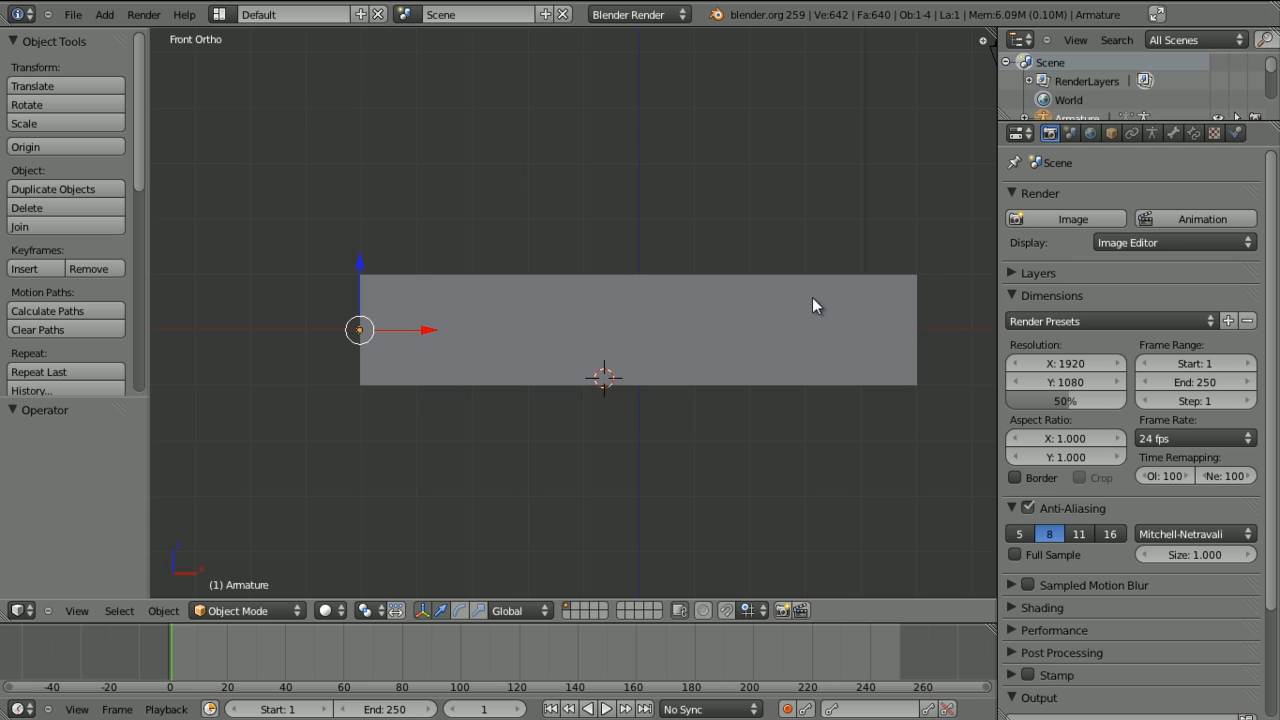 File Add Render Help Default Scene Blender Render blender.org 259 | Ve:642 | Fa:640 | Ob:1-4 | La:1 | Mem:6.09M (0.10M) | Armature
Object Tools
Transform:
Translate
Rotate
Scale
Origin
Object:
Duplicate Objects
Delete
Join
Keyframes:
Insert Remove
Motion Paths:
Calculate Paths
Clear Paths
Repeat:
Repeat Last
History...
Operator
Front Ortho
(1) Armature
View Select Object Object Mode Global
-40 -20 0 20 40 60 80 100 120 140 160 180 200 220 240 260
View Frame Playback Start: 1 End: 250 1 No Sync
View Search All Scenes
Scene
RenderLayers
World
Armature
Scene
Render
Image Animation
Display: Image Editor
Layers
Dimensions
Render Presets
Resolution: Frame Range:
X: 1920 Start: 1
Y: 1080 End: 250
50% Step: 1
Aspect Ratio: Frame Rate:
X: 1.000 24 fps
Y: 1.000 Time Remapping:
Border Crop Ol: 100 Ne: 100
Anti-Aliasing
5 8 11 16 Mitchell-Netravali
Full Sample Size: 1.000
Sampled Motion Blur
Shading
Performance
Post Processing
Stamp
Output